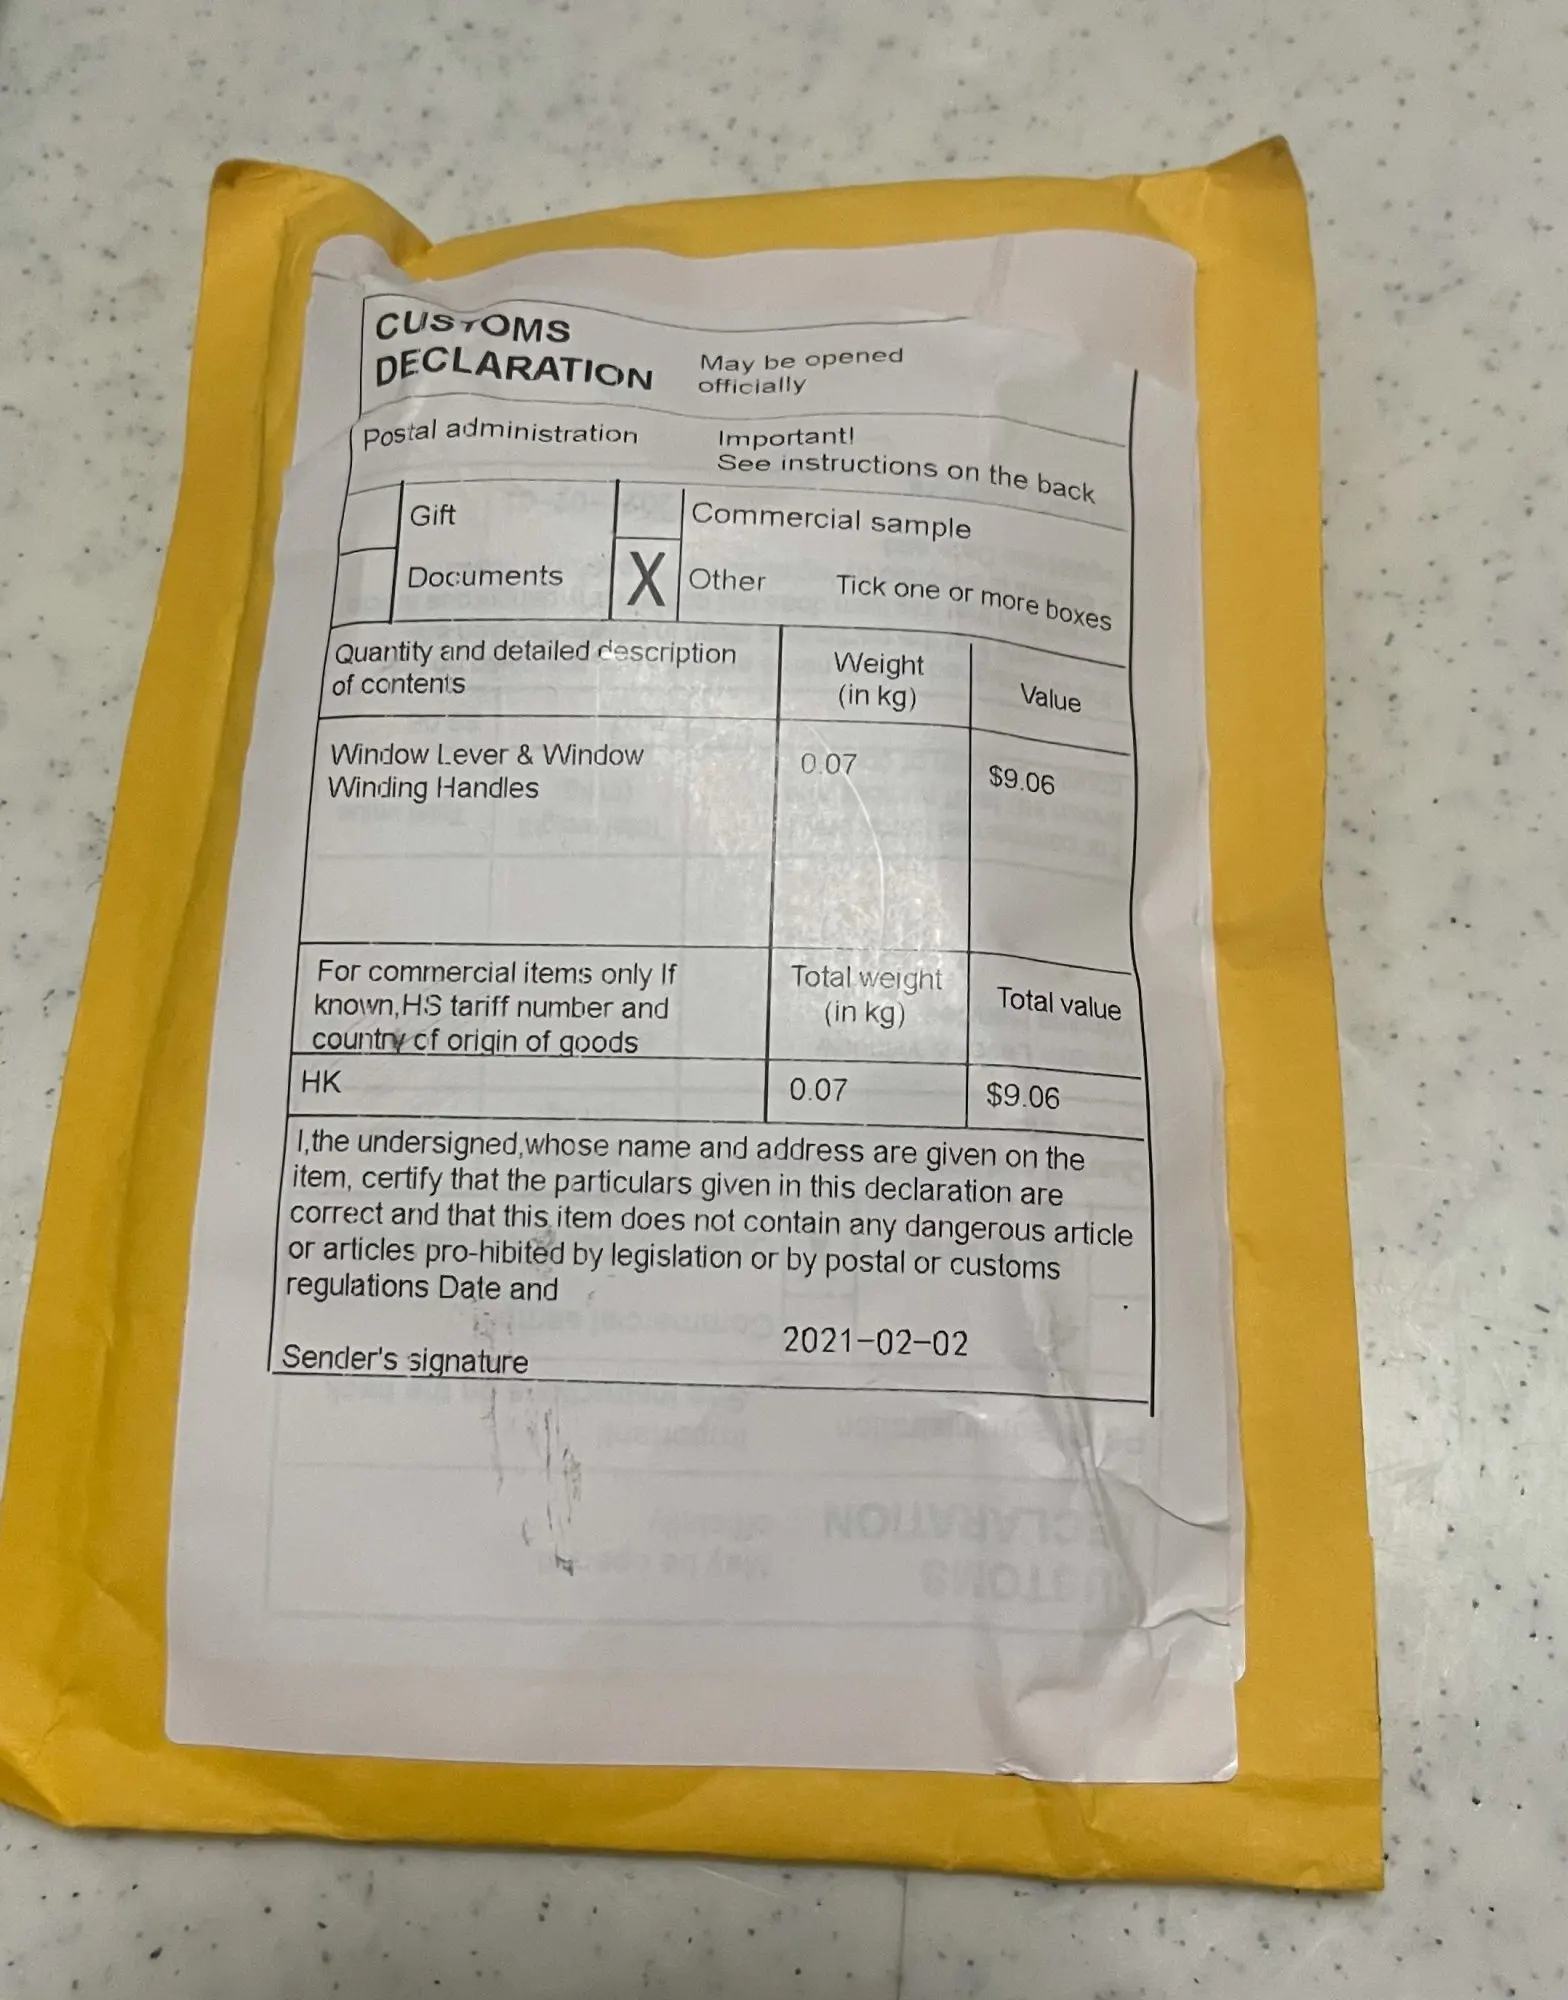 CUSTOMS
DECLARATION
May be opened
officially
Postal administration
Important!
See instructions on the back
Gift
Commercial sample
Documents
X
Other
Tick one or more boxes
Quantity and detailed description
of contents
Weight
(in kg)
Value
Window Lever & Window
Winding Handles
0.07
$9.06
For commercial items only If
known,HS tariff number and
country of origin of goods
Total weight
(in kg)
Total value
HK
0.07
$9.06
I,the undersigned,whose name and address are given on the
item, certify that the particulars given in this declaration are
correct and that this item does not contain any dangerous article
or articles pro-hibited by legislation or by postal or customs
regulations Date and
2021-02-02
Sender's signature